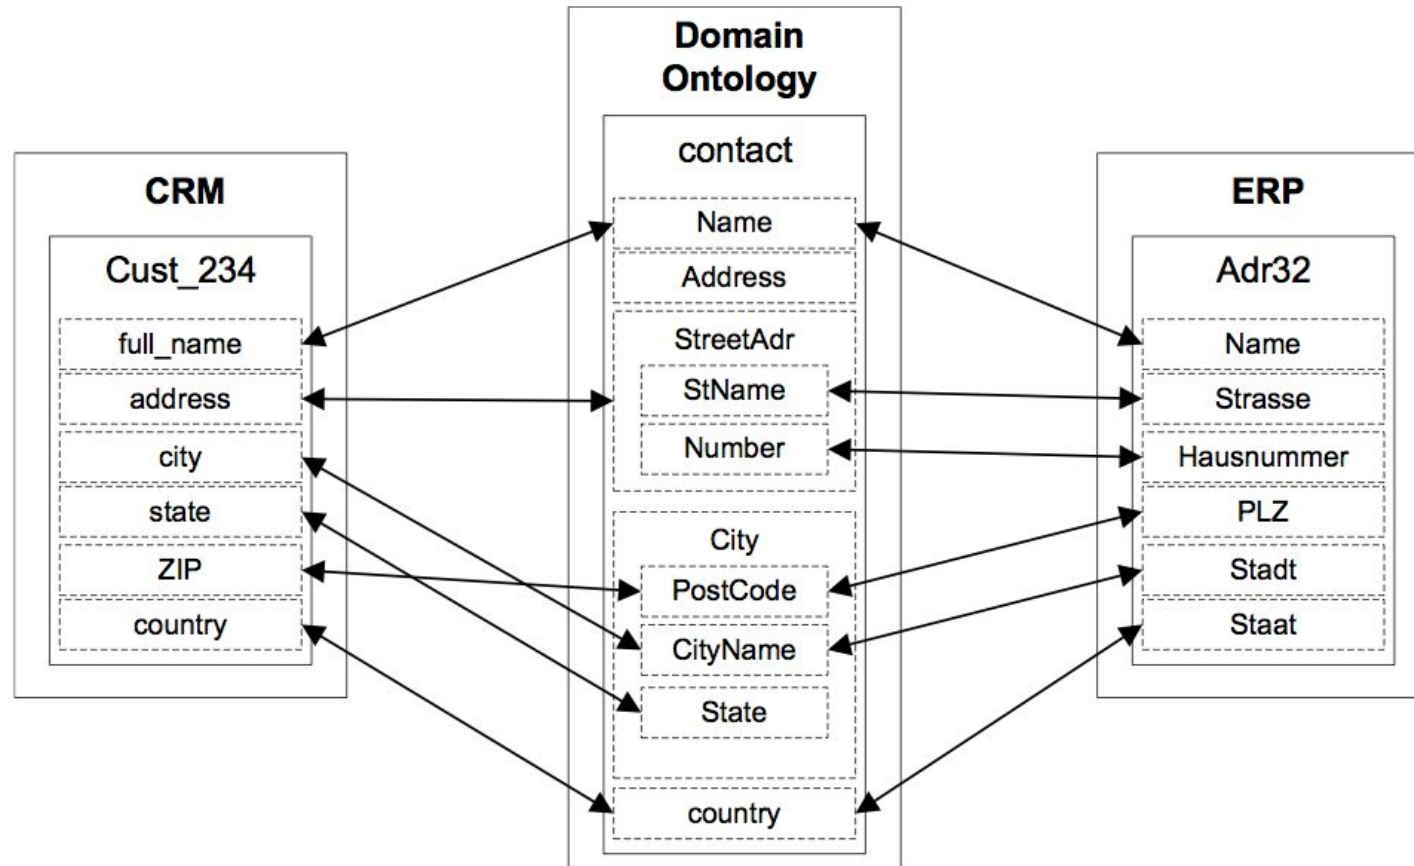 CRM
Cust_234
full_name
address
city
state
ZIP
country
Domain
Ontology
contact
Name
Address
StreetAdr
StName
Number
City
PostCode
CityName
State
country
ERP
Adr32
Name
Strasse
Hausnummer
PLZ
Stadt
Staat